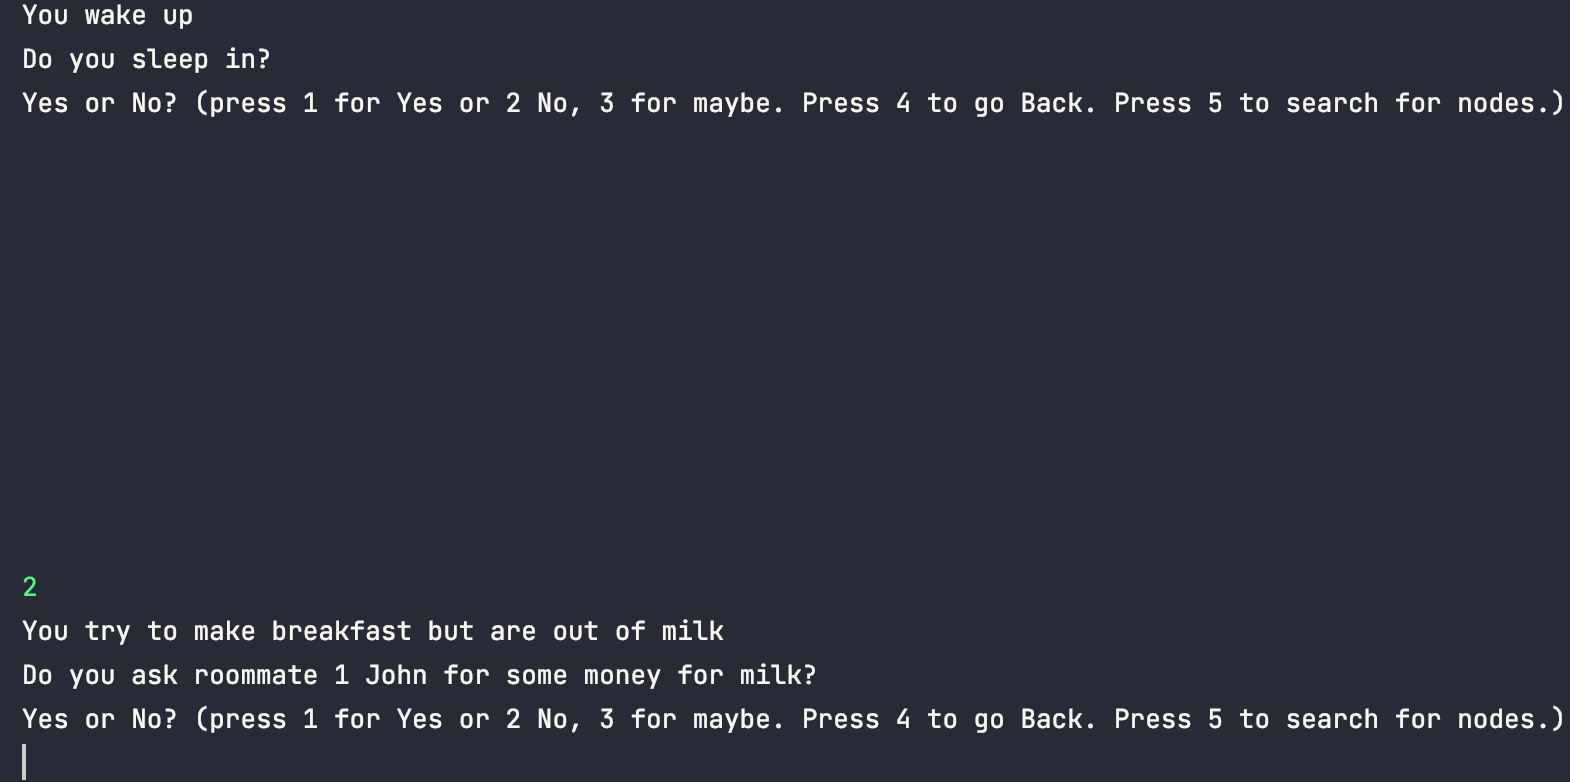 You wake up
Do you sleep in?
Yes or No? (press 1 for Yes or 2 No, 3 for maybe. Press 4 to go Back. Press 5 to search for nodes.)
2
You try to make breakfast but are out of milk
Do you ask roommate 1 John for some money for milk?
Yes or No? (press 1 for Yes or 2 No, 3 for maybe. Press 4 to go Back. Press 5 to search for nodes.)